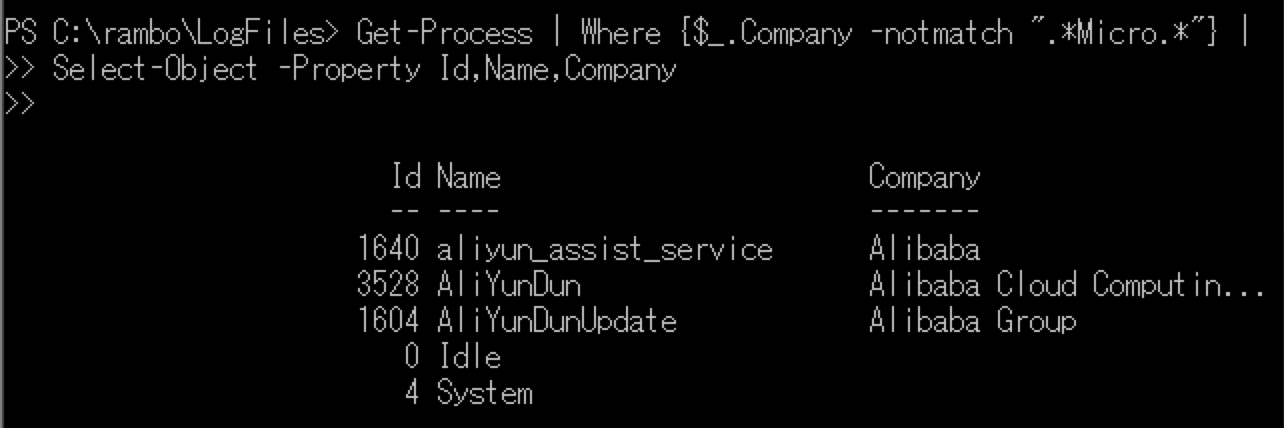 PS C:\rambo\LogFiles> Get-Process | Where {$_.Company -notmatch ".*Micro.*"} |
>> Select-Object -Property Id,Name,Company
>>
Id Name Company
-- ---- -------
1640 aliyun_assist_service Alibaba
3528 AliYunDun Alibaba Cloud Computin...
1604 AliYunDunUpdate Alibaba Group
0 Idle
4 System